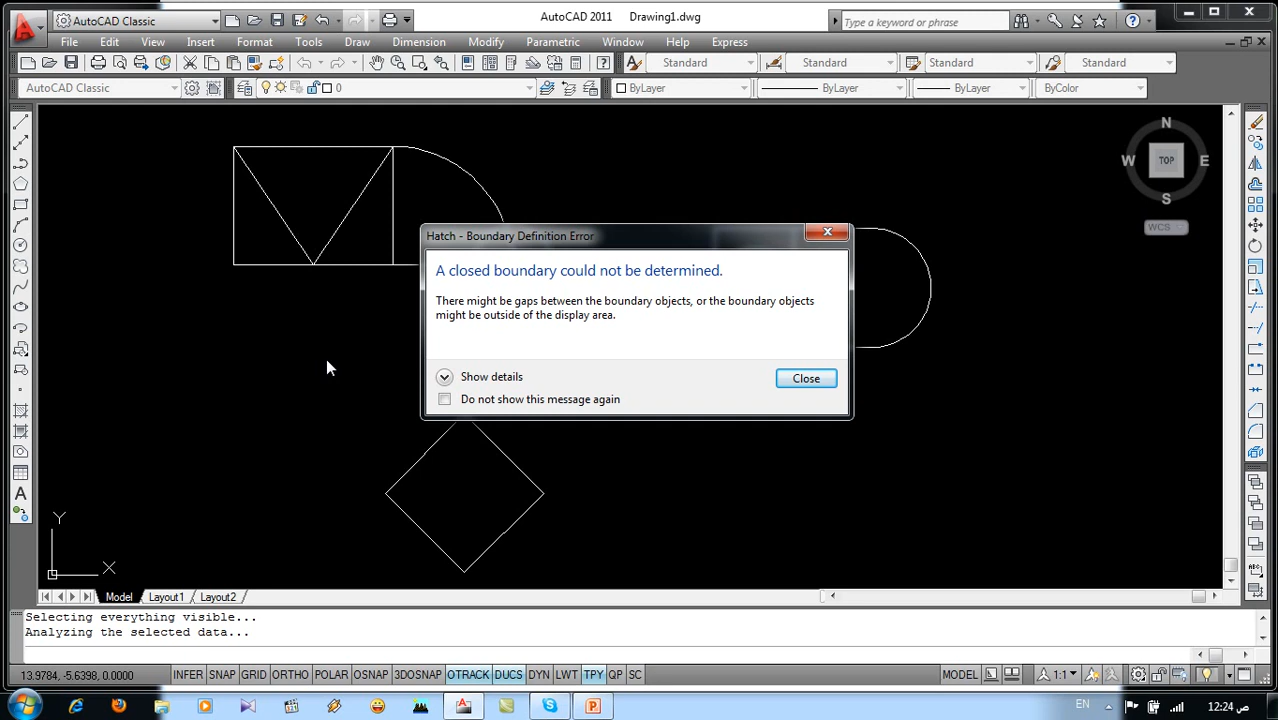 AutoCAD Classic
AutoCAD 2011 Drawing1.dwg
Type a keyword or phrase
File Edit View Insert Format Tools Draw Dimension Modify Parametric Window Help Express
Standard Standard Standard Standard
AutoCAD Classic 0 ByLayer ByLayer ByLayer ByColor
N
W TOP E
S
WCS
Hatch - Boundary Definition Error
A closed boundary could not be determined.
There might be gaps between the boundary objects, or the boundary objects
might be outside of the display area.
Show details
Close
Do not show this message again
Y
X
Model Layout1 Layout2
Selecting everything visible...
Analyzing the selected data...
13.9784, -5.6398, 0.0000 INFER SNAP GRID ORTHO POLAR OSNAP 3DOSNAP OTRACK DUCS DYN LWT TPY QP SC MODEL 1:1
EN 12:24 ص